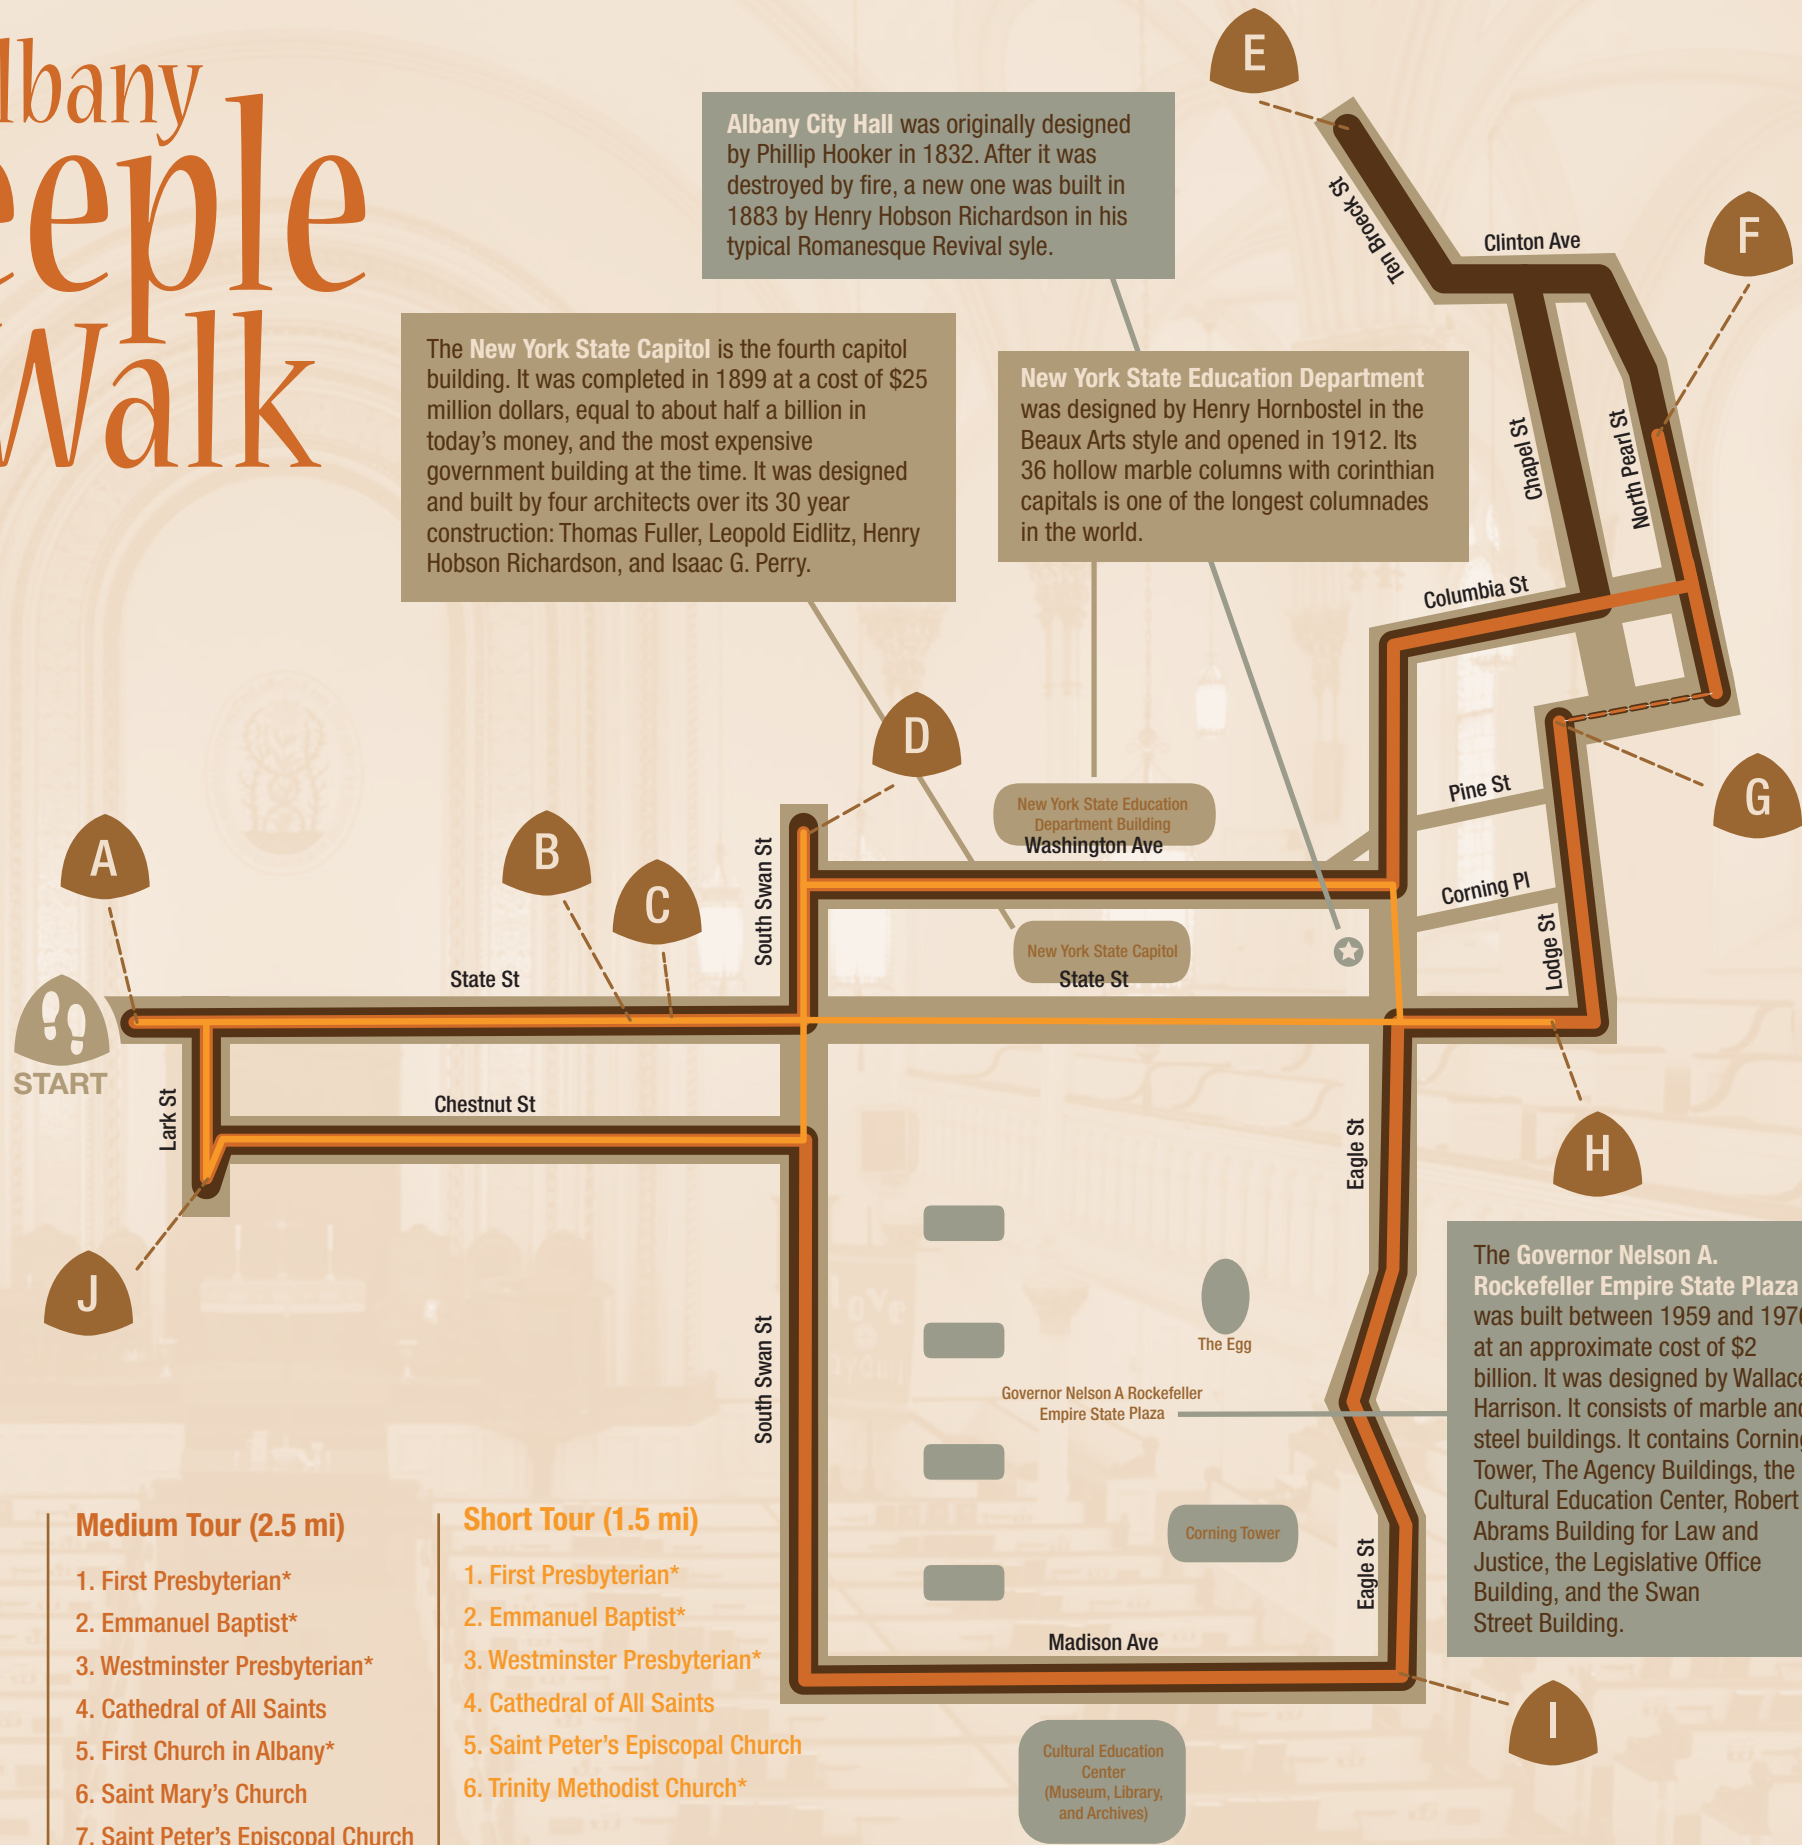 lbany
eeple
Walk
Albany City Hall was originally designed
by Phillip Hooker in 1832. After it was
destroyed by fire, a new one was built in
1883 by Henry Hobson Richardson in his
typical Romanesque Revival syle.
The New York State Capitol is the fourth capitol
building. It was completed in 1899 at a cost of $25
million dollars, equal to about half a billion in
today's money, and the most expensive
government building at the time. It was designed
and built by four architects over its 30 year
construction: Thomas Fuller, Leopold Eidlitz, Henry
Hobson Richardson, and Isaac G. Perry.
New York State Education Department
was designed by Henry Hornbostel in the
Beaux Arts style and opened in 1912. Its
36 hollow marble columns with corinthian
capitals is one of the longest columnades
in the world.
E
F
Ten Broeck St
Clinton Ave
Chapel St
North Pearl St
Columbia St
D
G
Pine St
Corning Pl
Lodge St
New York State Education
Department Building
Washington Ave
New York State Capitol
State St
A
B
C
South Swan St
State St
START
Lark St
Chestnut St
Eagle St
H
J
South Swan St
The Egg
Governor Nelson A Rockefeller
Empire State Plaza
Corning Tower
Eagle St
Madison Ave
I
Cultural Education
Center
(Museum, Library,
and Archives)
The Governor Nelson A.
Rockefeller Empire State Plaza
was built between 1959 and 1976
at an approximate cost of $2
billion. It was designed by Wallace
Harrison. It consists of marble and
steel buildings. It contains Corning
Tower, The Agency Buildings, the
Cultural Education Center, Robert
Abrams Building for Law and
Justice, the Legislative Office
Building, and the Swan
Street Building.
Medium Tour (2.5 mi)
1. First Presbyterian*
2. Emmanuel Baptist*
3. Westminster Presbyterian*
4. Cathedral of All Saints
5. First Church in Albany*
6. Saint Mary's Church
7. Saint Peter's Episcopal Church
Short Tour (1.5 mi)
1. First Presbyterian*
2. Emmanuel Baptist*
3. Westminster Presbyterian*
4. Cathedral of All Saints
5. Saint Peter's Episcopal Church
6. Trinity Methodist Church*